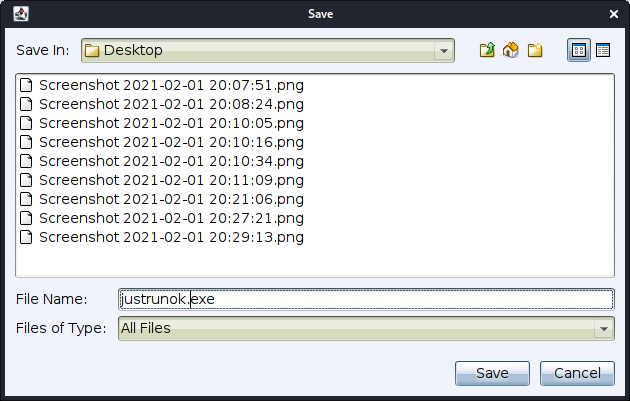 Save
Save In: Desktop
Screenshot 2021-02-01 20:07:51.png
Screenshot 2021-02-01 20:08:24.png
Screenshot 2021-02-01 20:10:05.png
Screenshot 2021-02-01 20:10:16.png
Screenshot 2021-02-01 20:10:34.png
Screenshot 2021-02-01 20:11:09.png
Screenshot 2021-02-01 20:21:06.png
Screenshot 2021-02-01 20:27:21.png
Screenshot 2021-02-01 20:29:13.png
File Name: justrunok.exe
Files of Type: All Files
Save Cancel